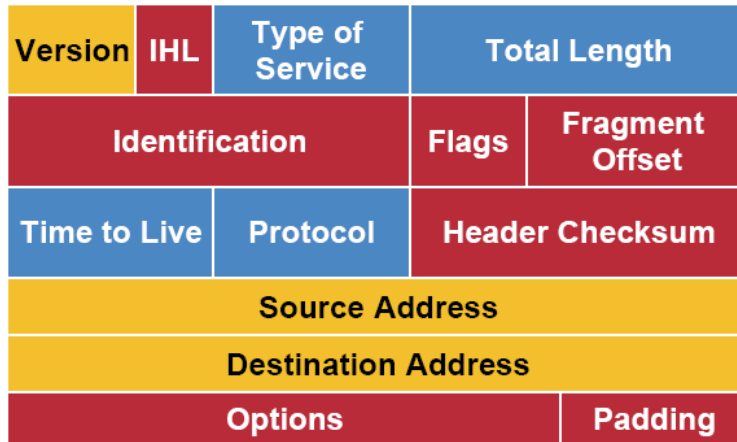 Version IHL Type of Service Total Length
Identification Flags Fragment Offset
Time to Live Protocol Header Checksum
Source Address
Destination Address
Options Padding